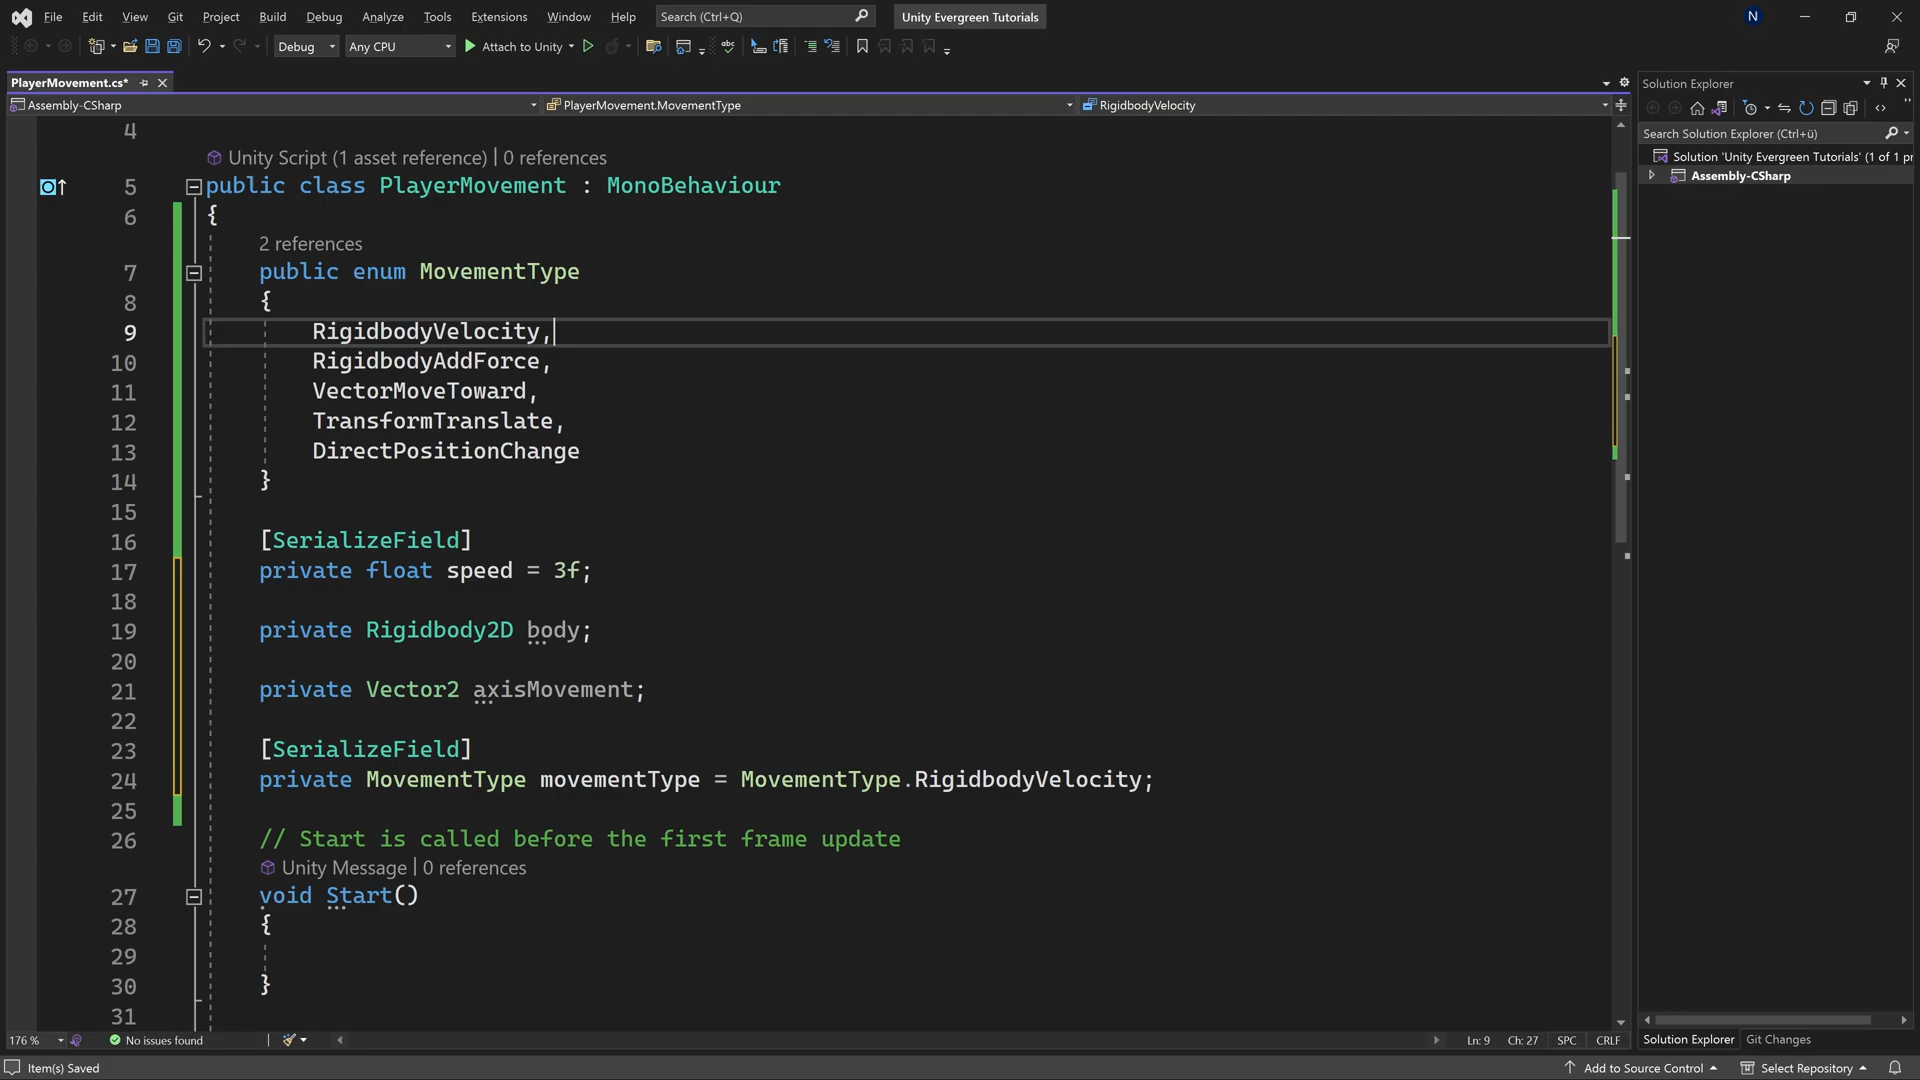 File Edit View Git Project Build Debug Analyze Tools Extensions Window Help Search (Ctrl+Q) Unity Evergreen Tutorials N
Debug Any CPU Attach to Unity
PlayerMovement.cs*
Assembly-CSharp PlayerMovement.MovementType RigidbodyVelocity
4
Unity Script (1 asset reference) | 0 references
5 public class PlayerMovement : MonoBehaviour
6 {
2 references
7 public enum MovementType
8 {
9 RigidbodyVelocity,
10 RigidbodyAddForce,
11 VectorMoveToward,
12 TransformTranslate,
13 DirectPositionChange
14 }
15
16 [SerializeField]
17 private float speed = 3f;
18
19 private Rigidbody2D body;
20
21 private Vector2 axisMovement;
22
23 [SerializeField]
24 private MovementType movementType = MovementType.RigidbodyVelocity;
25
26 // Start is called before the first frame update
Unity Message | 0 references
27 void Start()
28 {
29
30 }
31
176 % No issues found Ln: 9 Ch: 27 SPC CRLF
Solution Explorer
Search Solution Explorer (Ctrl+ü)
Solution 'Unity Evergreen Tutorials' (1 of 1 pr
Assembly-CSharp
Solution Explorer Git Changes
Item(s) Saved Add to Source Control Select Repository